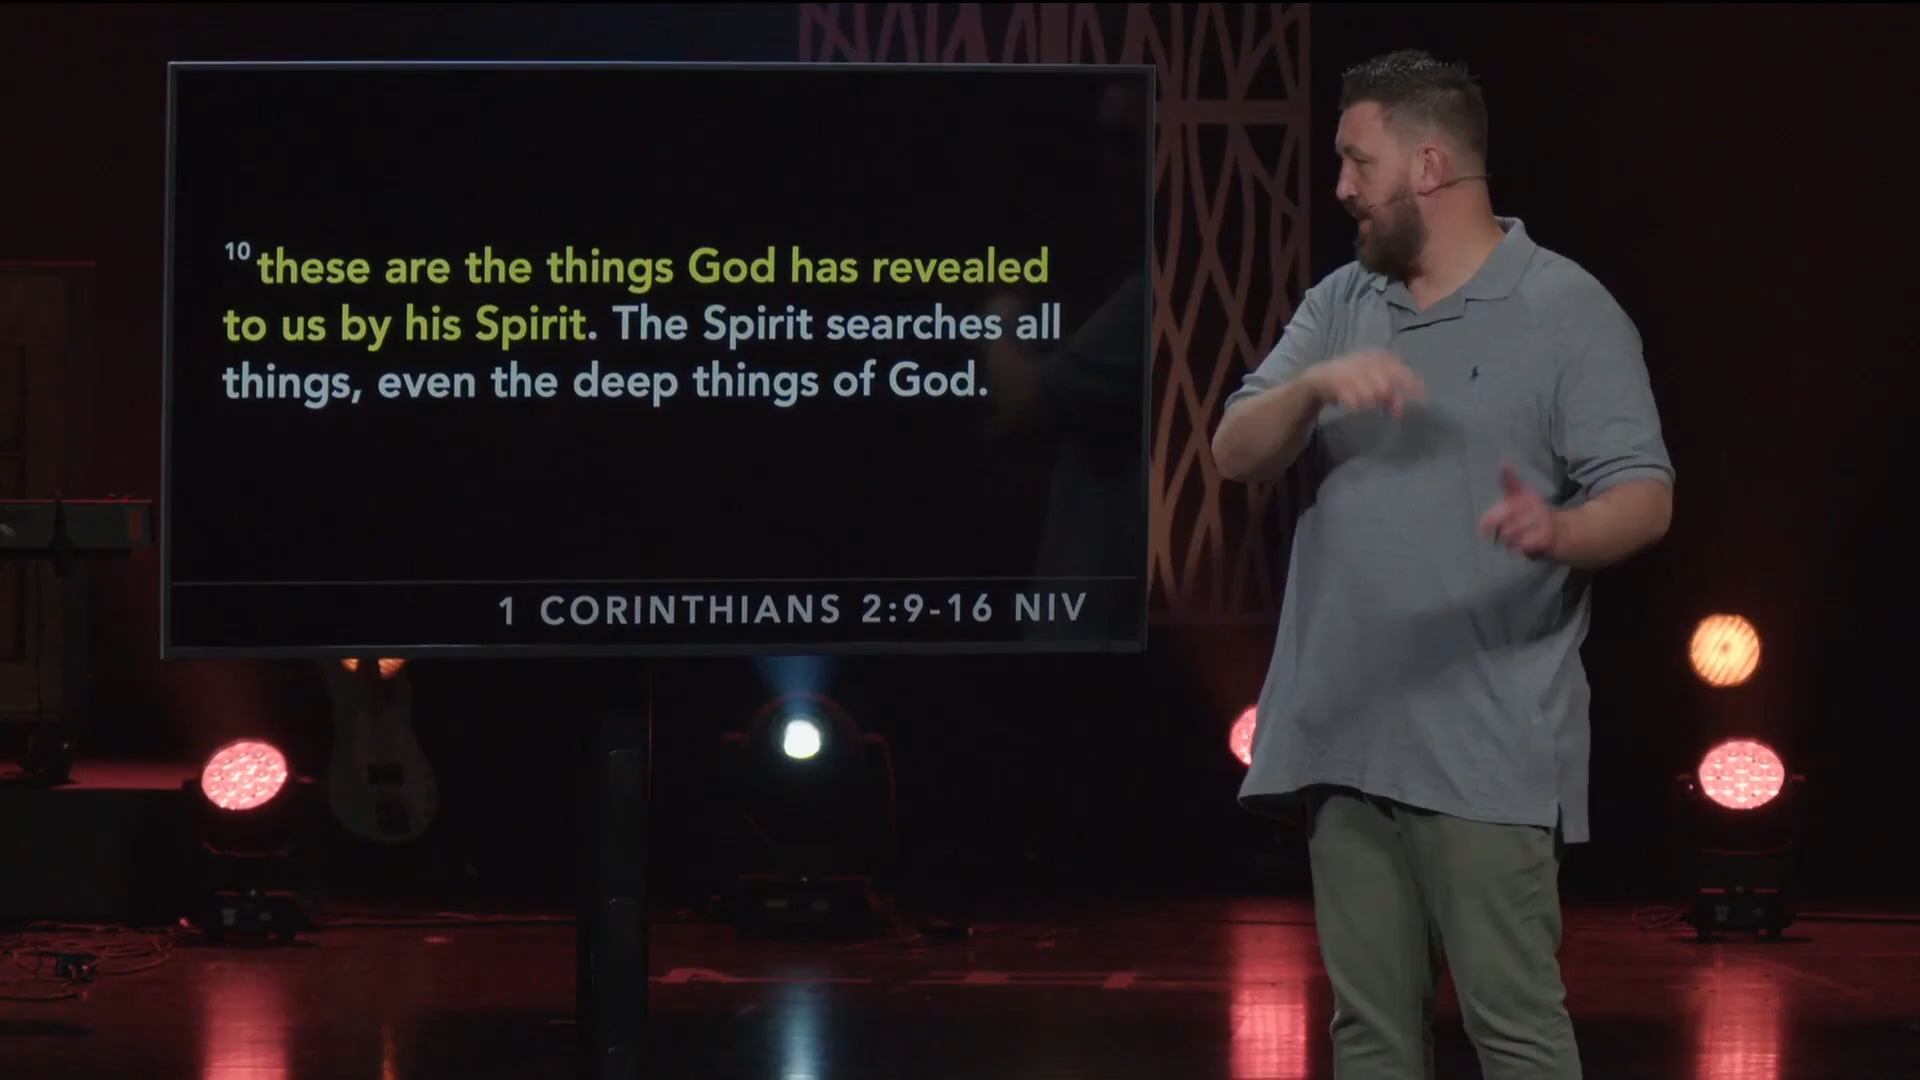 10 these are the things God has revealed
to us by his Spirit. The Spirit searches all
things, even the deep things of God.
1 CORINTHIANS 2:9-16 NIV